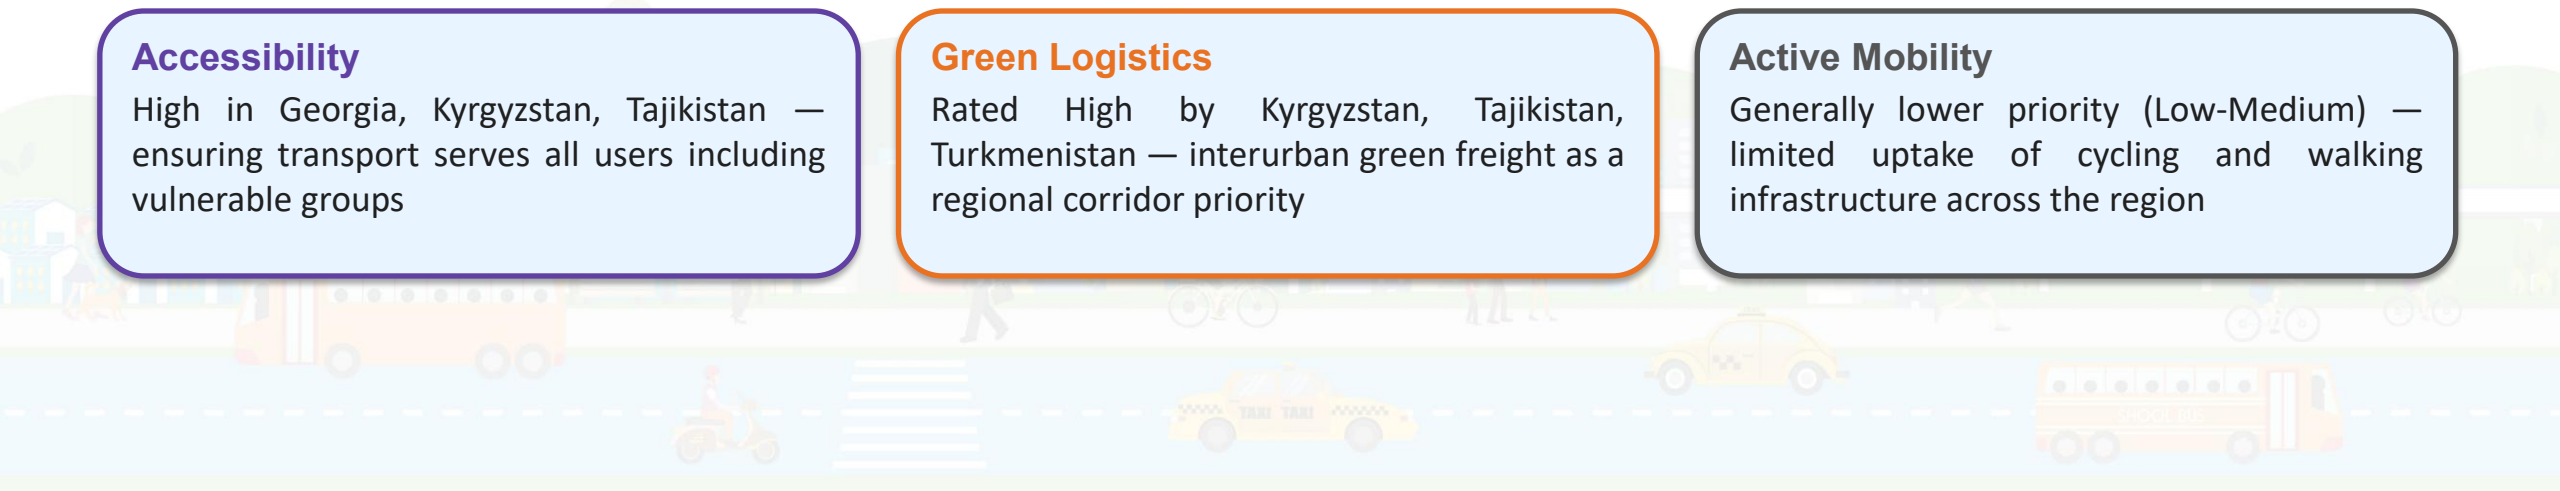 Accessibility
High in Georgia, Kyrgyzstan, Tajikistan —
ensuring transport serves all users including
vulnerable groups
Green Logistics
Rated High by Kyrgyzstan, Tajikistan,
Turkmenistan — interurban green freight as a
regional corridor priority
Active Mobility
Generally lower priority (Low-Medium) —
limited uptake of cycling and walking
infrastructure across the region
TAXI TAXI